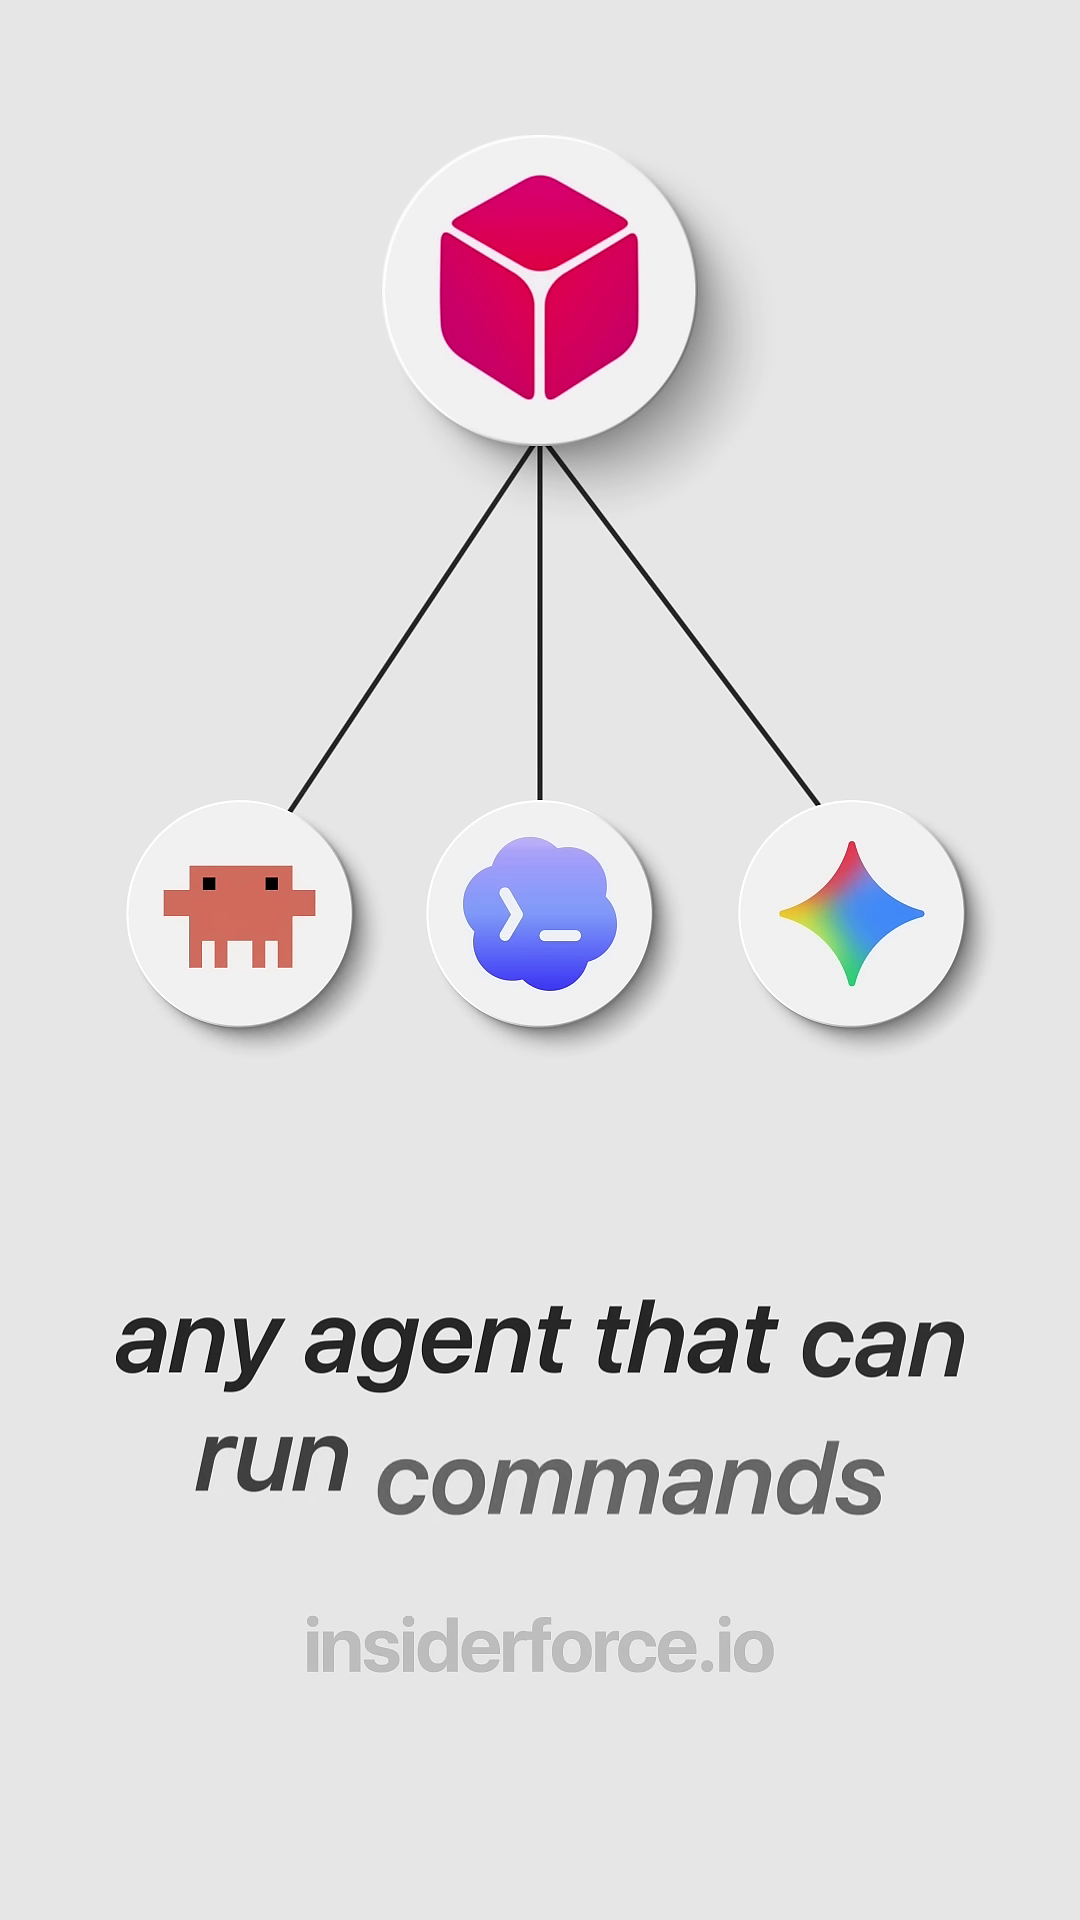 any agent that can
run commands
insiderforce.io